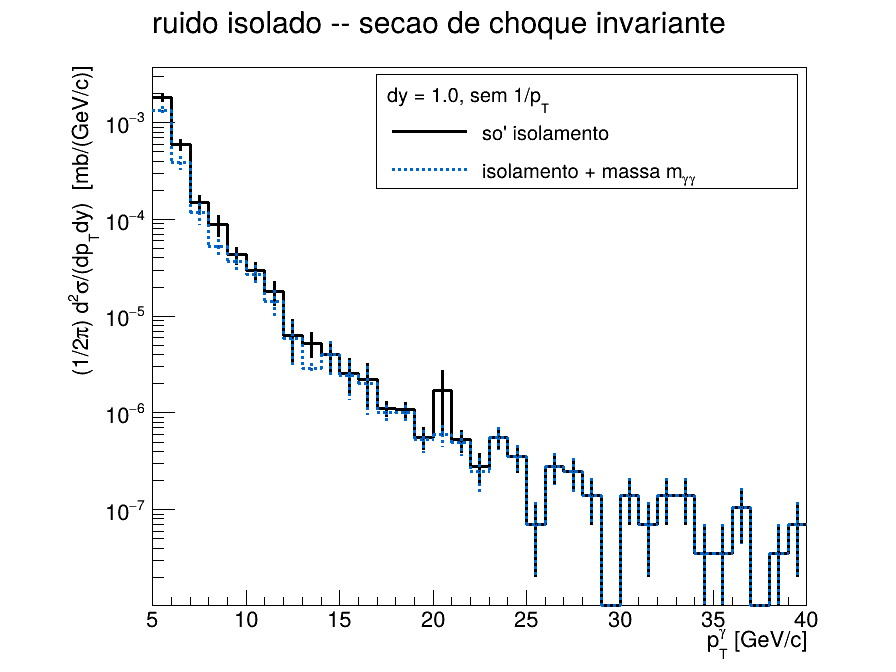 ruido isolado -- secao de choque invariante
(1/2π) d²σ/(dp_Tdy) [mb/(GeV/c)]
dy = 1.0, sem 1/p_T
so' isolamento
isolamento + massa m_γγ
10⁻³
10⁻⁴
10⁻⁵
10⁻⁶
10⁻⁷
5 10 15 20 25 30 35 40
p_T^γ [GeV/c]